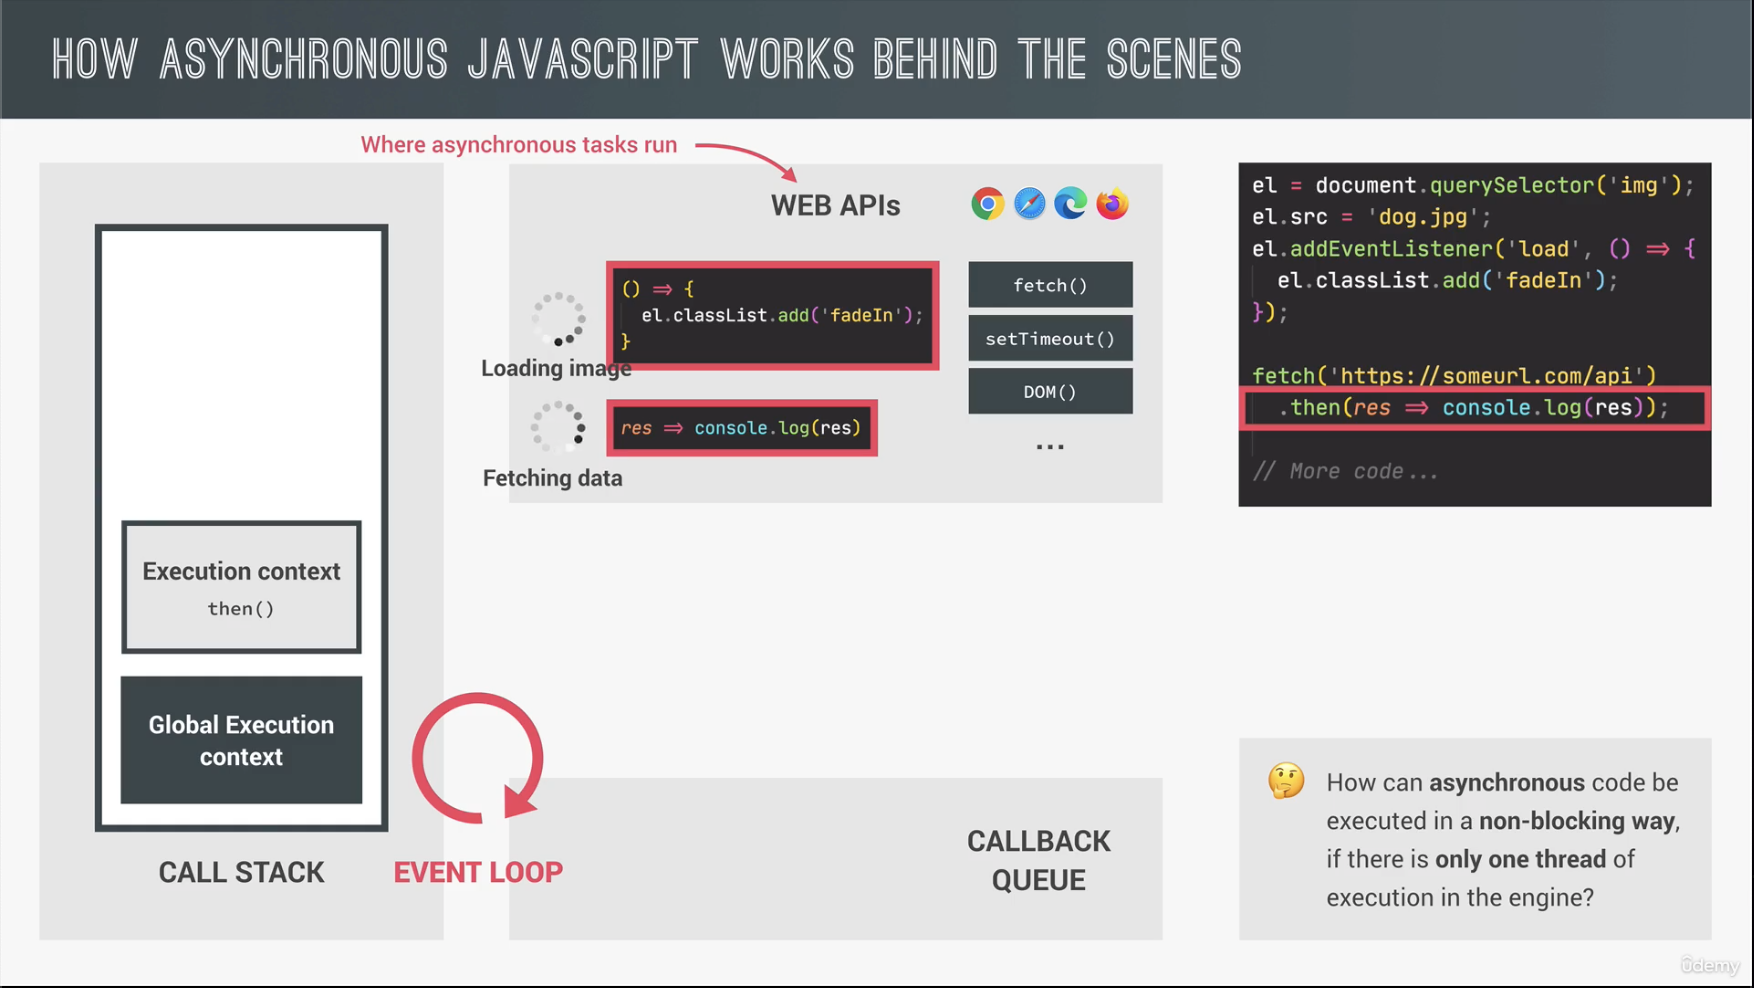 HOW ASYNCHRONOUS JAVASCRIPT WORKS BEHIND THE SCENES
Where asynchronous tasks run
WEB APIs
() => {
el.classList.add('fadeIn');
}
Loading image
res => console.log(res)
Fetching data
fetch()
setTimeout()
DOM()
...
el = document.querySelector('img');
el.src = 'dog.jpg';
el.addEventListener('load', () => {
el.classList.add('fadeIn');
});
fetch('https://someurl.com/api')
.then(res => console.log(res));
// More code...
Execution context
then()
Global Execution
context
CALL STACK
EVENT LOOP
CALLBACK
QUEUE
How can asynchronous code be
executed in a non-blocking way,
if there is only one thread of
execution in the engine?
ûdemy